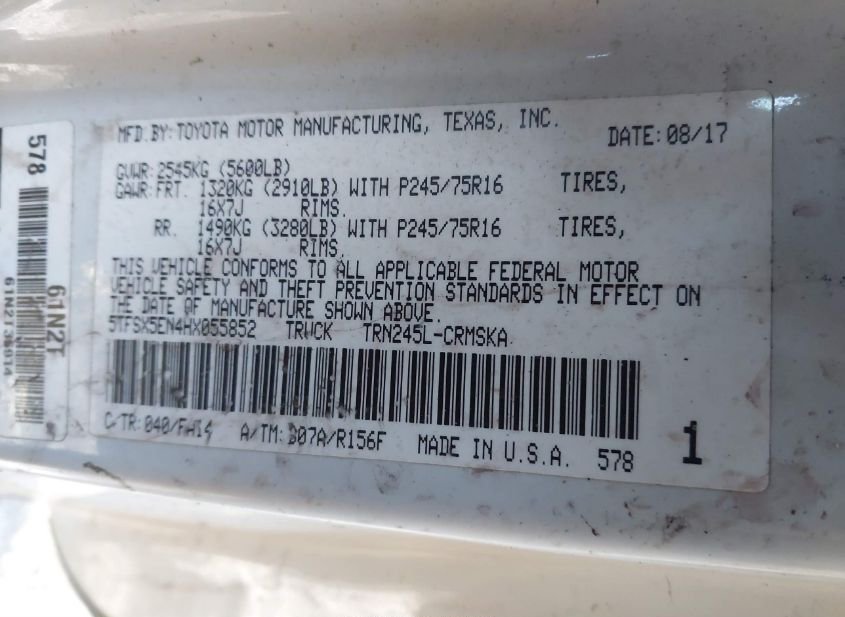 MFD. BY: TOYOTA MOTOR MANUFACTURING, TEXAS, INC. DATE: 08/17
GVWR: 2545KG (5600LB)
GAWR: FRT. 1320KG (2910LB) WITH P245/75R16 TIRES,
16X7J RIMS.
RR. 1490KG (3280LB) WITH P245/75R16 TIRES,
16X7J RIMS.
THIS VEHICLE CONFORMS TO ALL APPLICABLE FEDERAL MOTOR
VEHICLE SAFETY AND THEFT PREVENTION STANDARDS IN EFFECT ON
THE DATE OF MANUFACTURE SHOWN ABOVE.
5TFSX5EN4HX055852 TRUCK TRN245L-CRMSKA
C/TR: 040/ A/TM: B07A/R156F MADE IN U.S.A. 578 1
578
61N2T